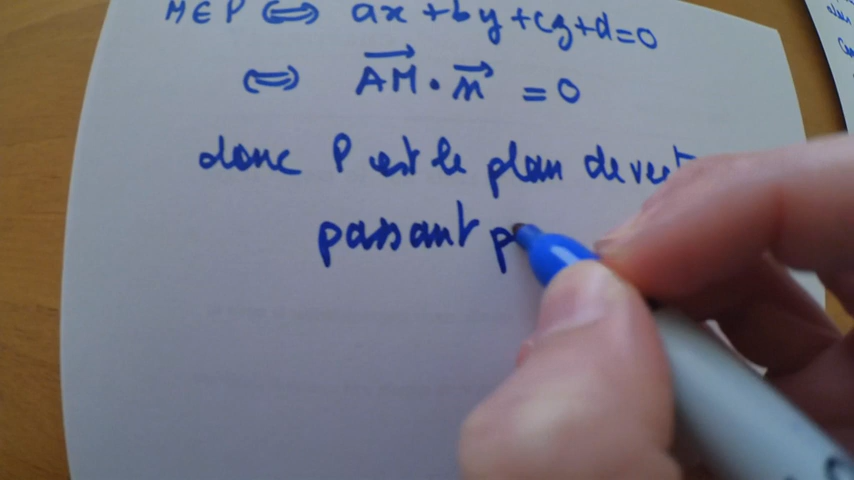 M∈P ⟺ ax+by+cz+d=0
⟺ AM⃗ · n⃗ = 0
donc P est le plan de vect
passant p